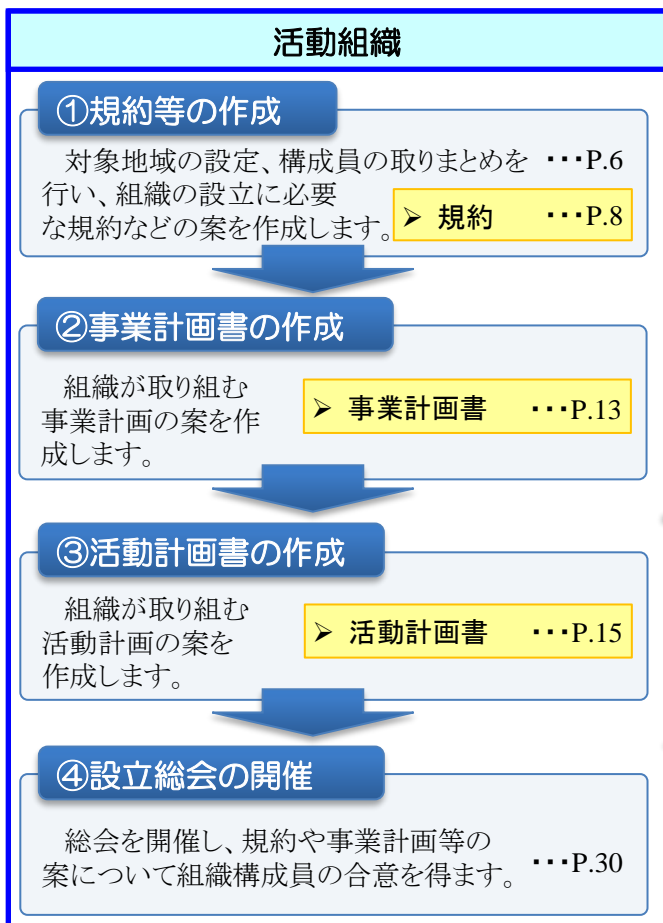 活動組織
①規約等の作成
対象地域の設定、構成員の取りまとめを ・・・P.6
行い、組織の設立に必要
な規約などの案を作成します。
➢ 規約 ・・・P.8
②事業計画書の作成
組織が取り組む
事業計画の案を作
成します。
➢ 事業計画書 ・・・P.13
③活動計画書の作成
組織が取り組む
活動計画の案を
作成します。
➢ 活動計画書 ・・・P.15
④設立総会の開催
総会を開催し、規約や事業計画等の
案について組織構成員の合意を得ます。 ・・・P.30